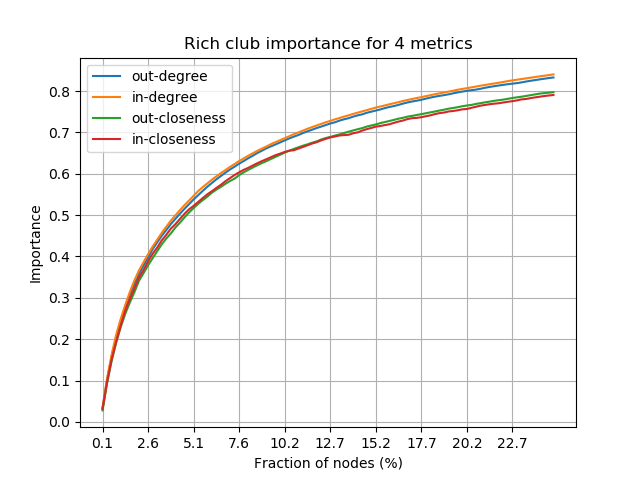 Rich club importance for 4 metrics
out-degree
in-degree
out-closeness
in-closeness
Importance
0.8
0.7
0.6
0.5
0.4
0.3
0.2
0.1
0.0
0.1 2.6 5.1 7.6 10.2 12.7 15.2 17.7 20.2 22.7
Fraction of nodes (%)